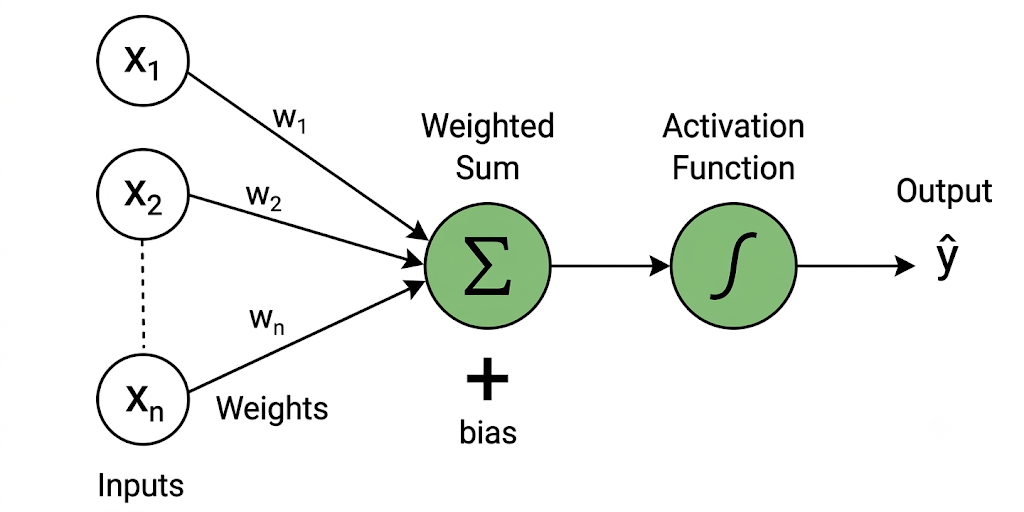 x₁
w₁
x₂
w₂
xₙ
wₙ
Weights
Inputs
Weighted
Sum
Σ
+
bias
Activation
Function
∫
Output
ŷ